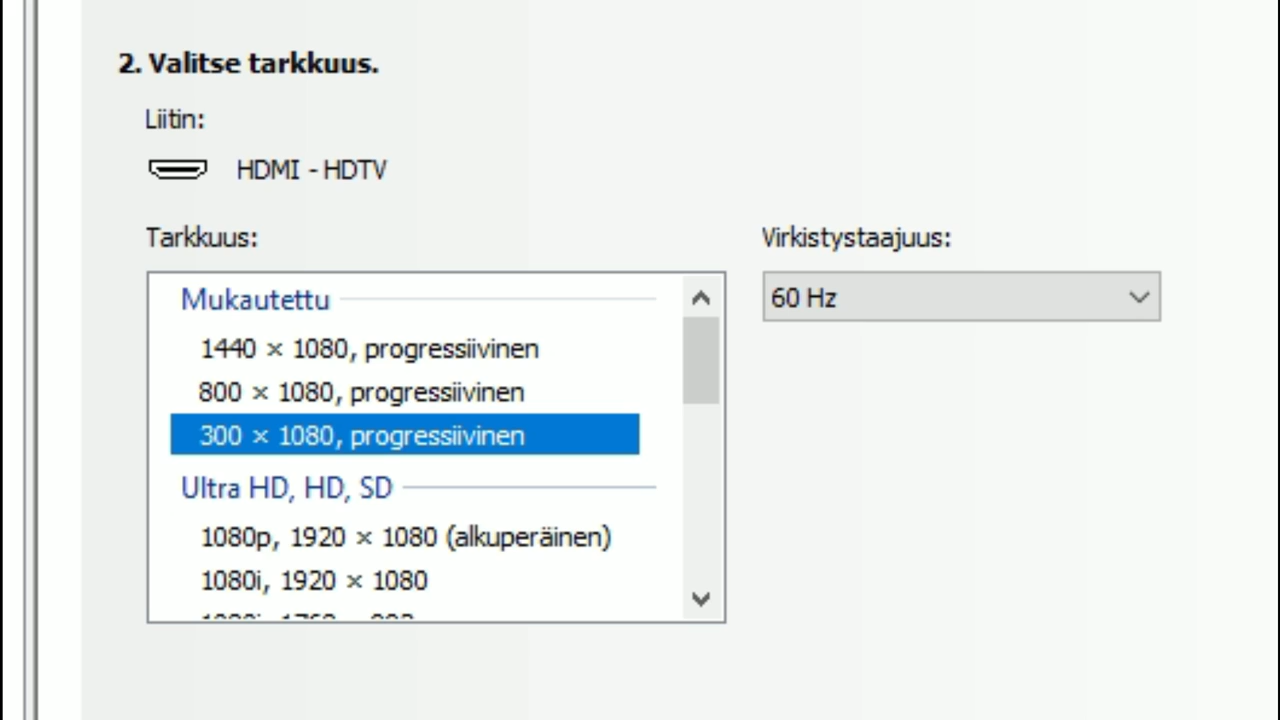 2. Valitse tarkkuus.
Liitin:
HDMI - HDTV
Tarkkuus:
Virkistystaajuus:
60 Hz
Mukautettu
1440 × 1080, progressiivinen
800 × 1080, progressiivinen
300 × 1080, progressiivinen
Ultra HD, HD, SD
1080p, 1920 × 1080 (alkuperäinen)
1080i, 1920 × 1080